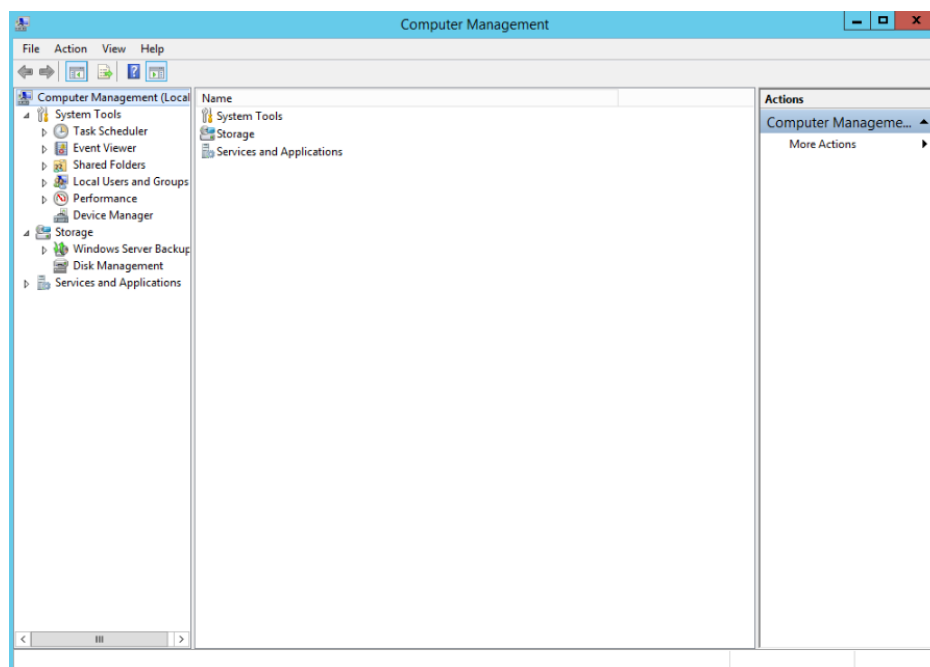 Computer Management
File Action View Help
Computer Management (Local
System Tools
Task Scheduler
Event Viewer
Shared Folders
Local Users and Groups
Performance
Device Manager
Storage
Windows Server Backup
Disk Management
Services and Applications
Name
System Tools
Storage
Services and Applications
Actions
Computer Manageme...
More Actions